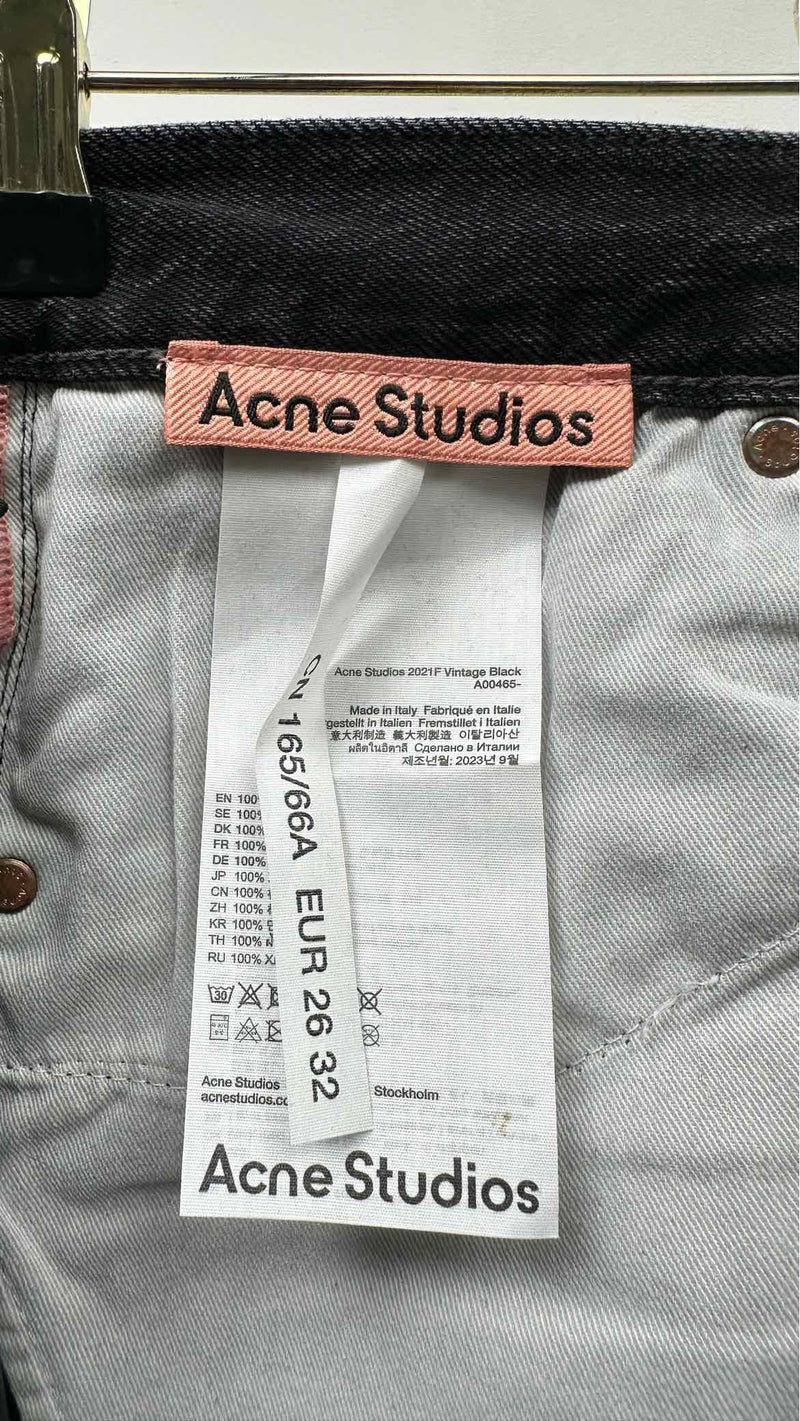 Acne Studios
Acne Studios 2021F Vintage Black
A00465-
Made in Italy Fabriqué en Italie
gestellt in Italien Fremstillet i Italien
意大利制造 義大利製造 이탈리아산
ผลิตในอิตาลี Сделано в Италии
제조년월: 2023년 9월
CN 165/66A EUR 26 32
EN 100
SE 100%
DK 100%
FR 100%
DE 100%
JP 100%
CN 100%
ZH 100%
KR 100%
TH 100%
RU 100%
30
Acne Studios Stockholm
acnestudios.co
Acne Studios